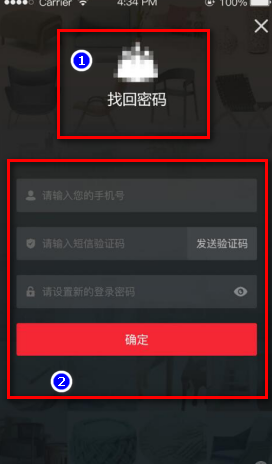 Carrier 4:34 PM 100%
1
找回密码
请输入您的手机号
请输入短信验证码 发送验证码
请设置新的登录密码
确定
2